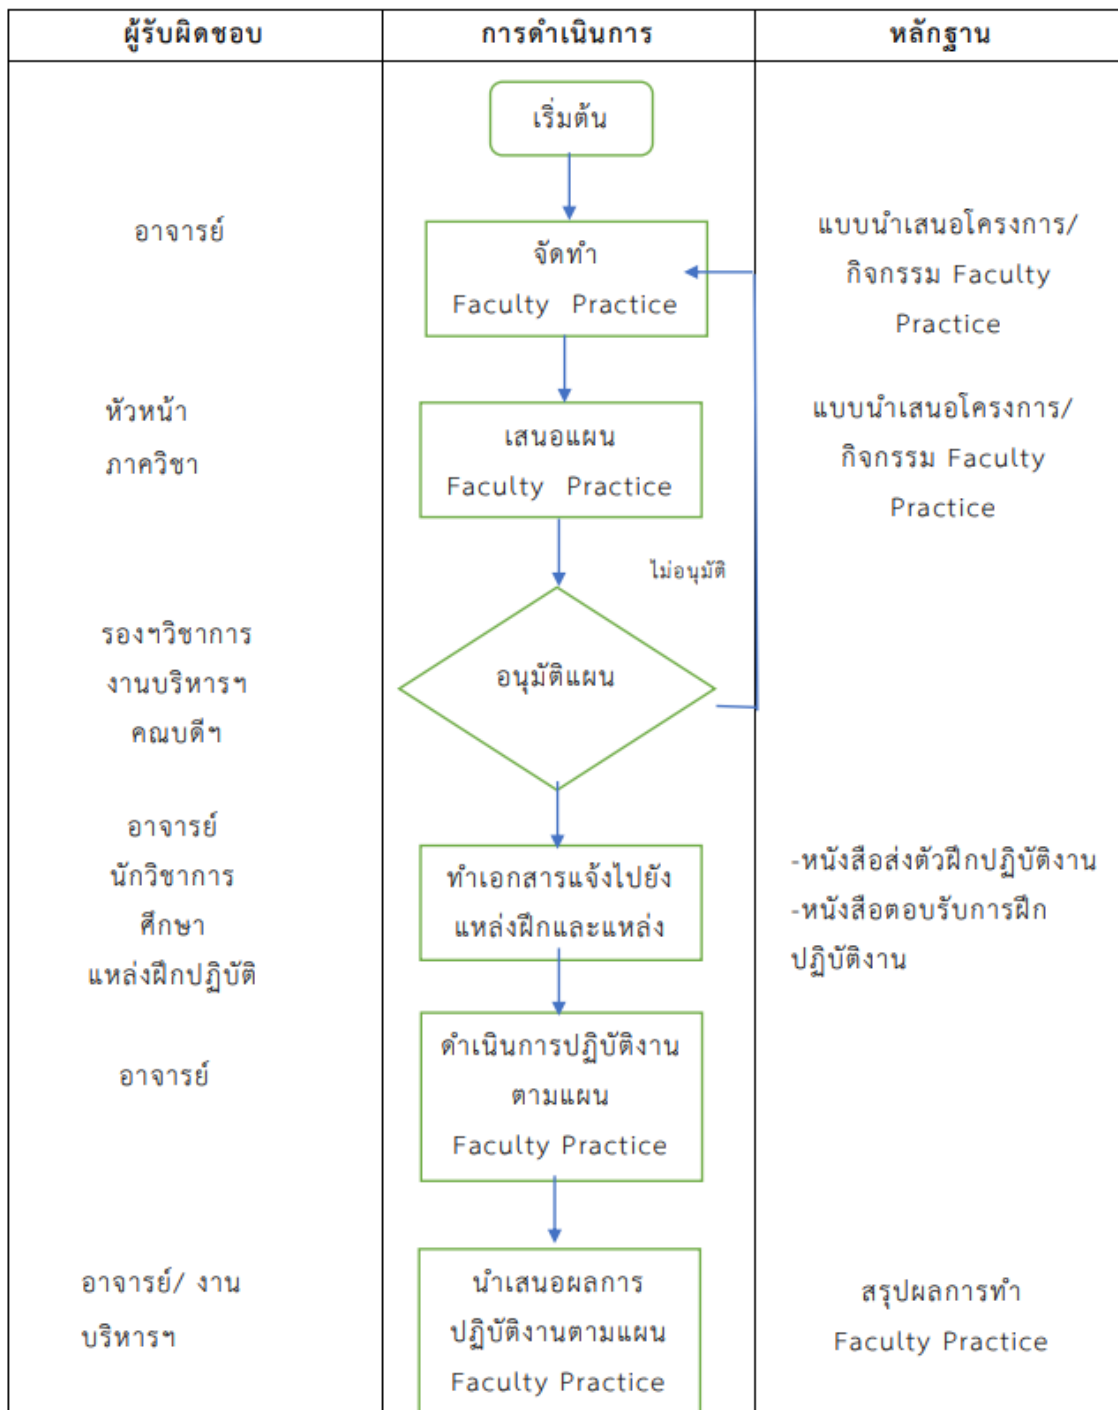 ผู้รับผิดชอบ
การดำเนินการ
หลักฐาน
เริ่มต้น
อาจารย์
จัดทำ
Faculty Practice
แบบนำเสนอโครงการ/
กิจกรรม Faculty
Practice
หัวหน้า
ภาควิชา
เสนอแผน
Faculty Practice
แบบนำเสนอโครงการ/
กิจกรรม Faculty
Practice
ไม่อนุมัติ
รองฯวิชาการ
งานบริหารฯ
คณบดีฯ
อนุมัติแผน
อาจารย์
นักวิชาการ
ศึกษา
แหล่งฝึกปฏิบัติ
ทำเอกสารแจ้งไปยัง
แหล่งฝึกและแหล่ง
-หนังสือส่งตัวฝึกปฏิบัติงาน
-หนังสือตอบรับการฝึก
ปฏิบัติงาน
อาจารย์
ดำเนินการปฏิบัติงาน
ตามแผน
Faculty Practice
อาจารย์/ งาน
บริหารฯ
นำเสนอผลการ
ปฏิบัติงานตามแผน
Faculty Practice
สรุปผลการทำ
Faculty Practice